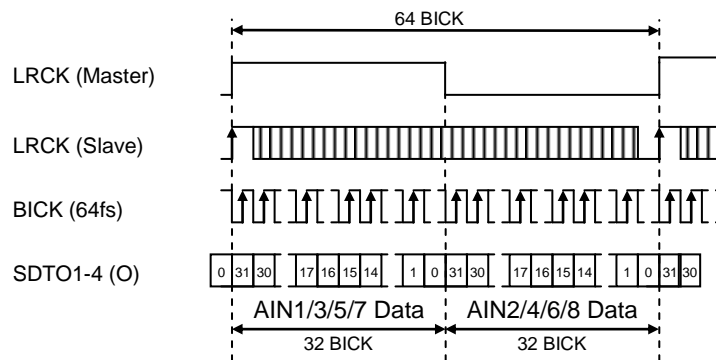 64 BICK
LRCK (Master)
LRCK (Slave)
BICK (64fs)
SDTO1-4 (O)
0 31 30 17 16 15 14 1 0 31 30 17 16 15 14 1 0 31 30
AIN1/3/5/7 Data AIN2/4/6/8 Data
32 BICK 32 BICK